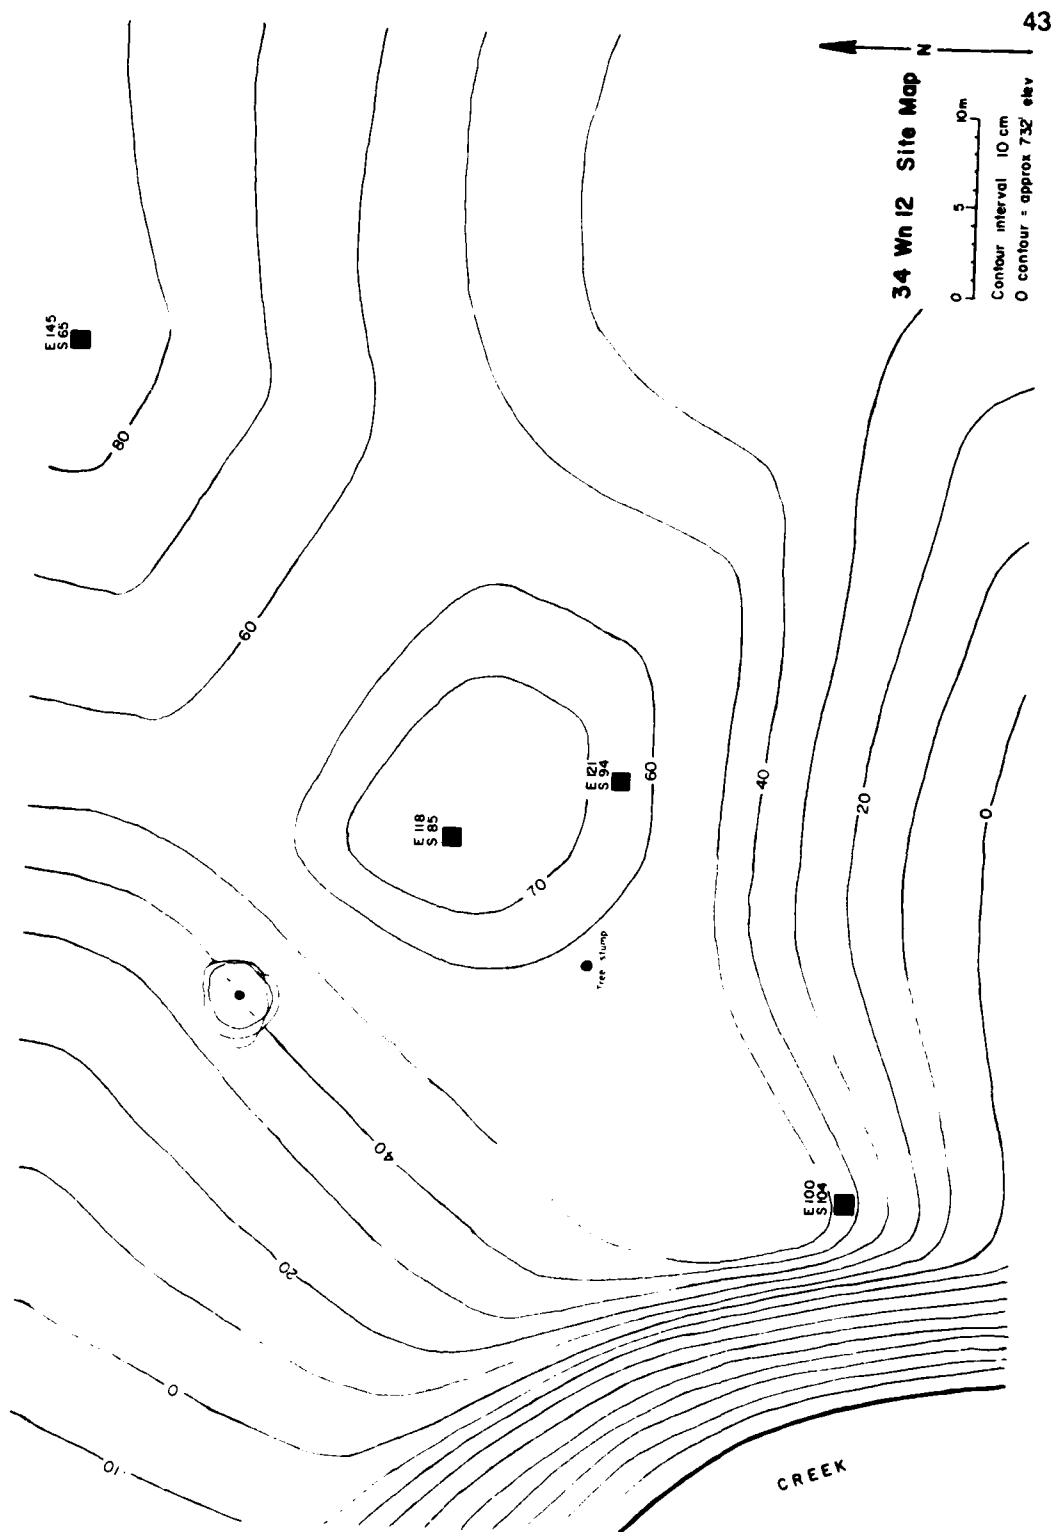 43
N
34 Wn 12 Site Map
0 5 10m
Contour interval 10 cm
0 contour = approx 732' elev
E 145
S 65
80
60
E 121
S 94
60
E 118
S 85
70
40
20
0
Tree stump
40
E 100
S 104
20
0
-10
CREEK